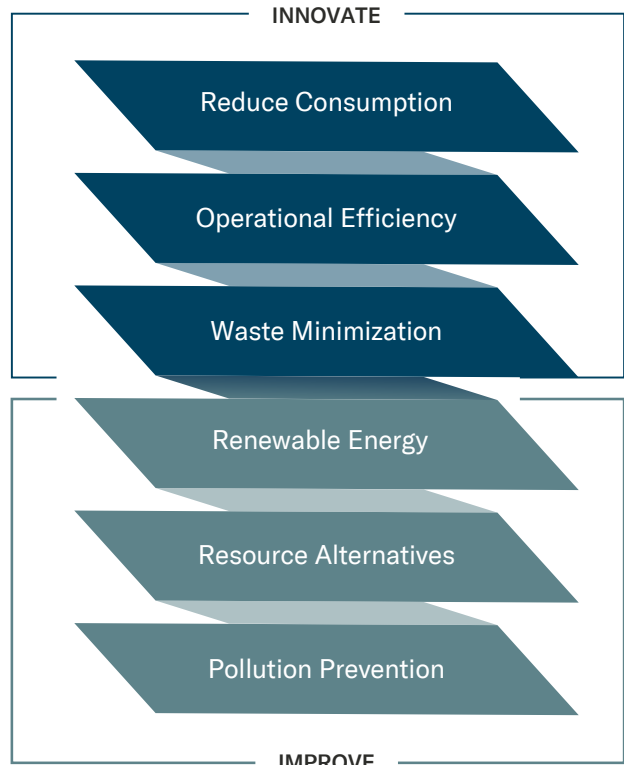 INNOVATE
Reduce Consumption
Operational Efficiency
Waste Minimization
Renewable Energy
Resource Alternatives
Pollution Prevention
IMPROVE